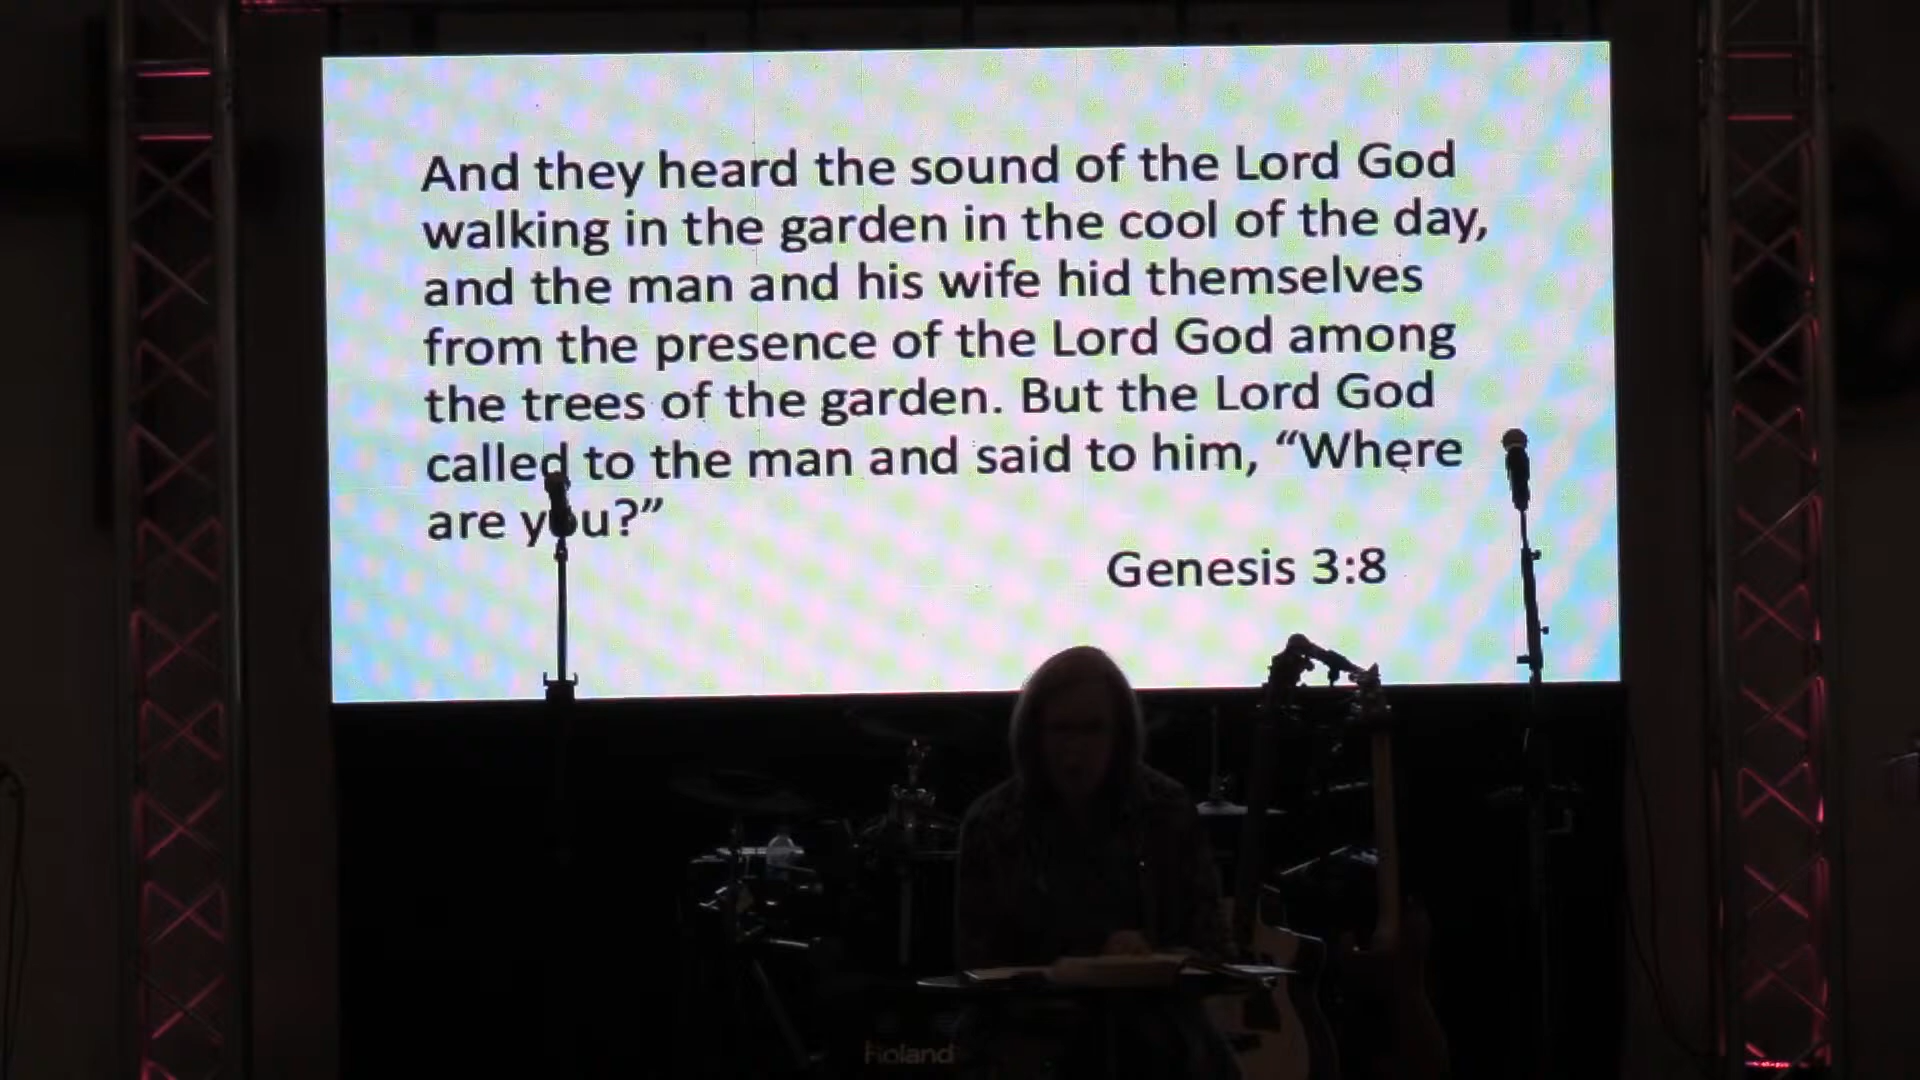 And they heard the sound of the Lord God
walking in the garden in the cool of the day,
and the man and his wife hid themselves
from the presence of the Lord God among
the trees of the garden. But the Lord God
called to the man and said to him, “Where
are you?”
Genesis 3:8
Roland